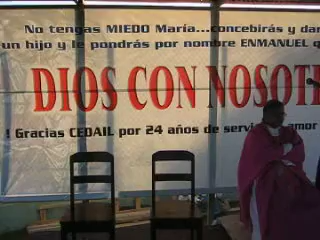 No tengas MIEDO María...concebirás y dar
un hijo y le pondrás por nombre ENMANUEL q
DIOS CON NOSOT
! Gracias CEDAIL por 24 años de servi amor